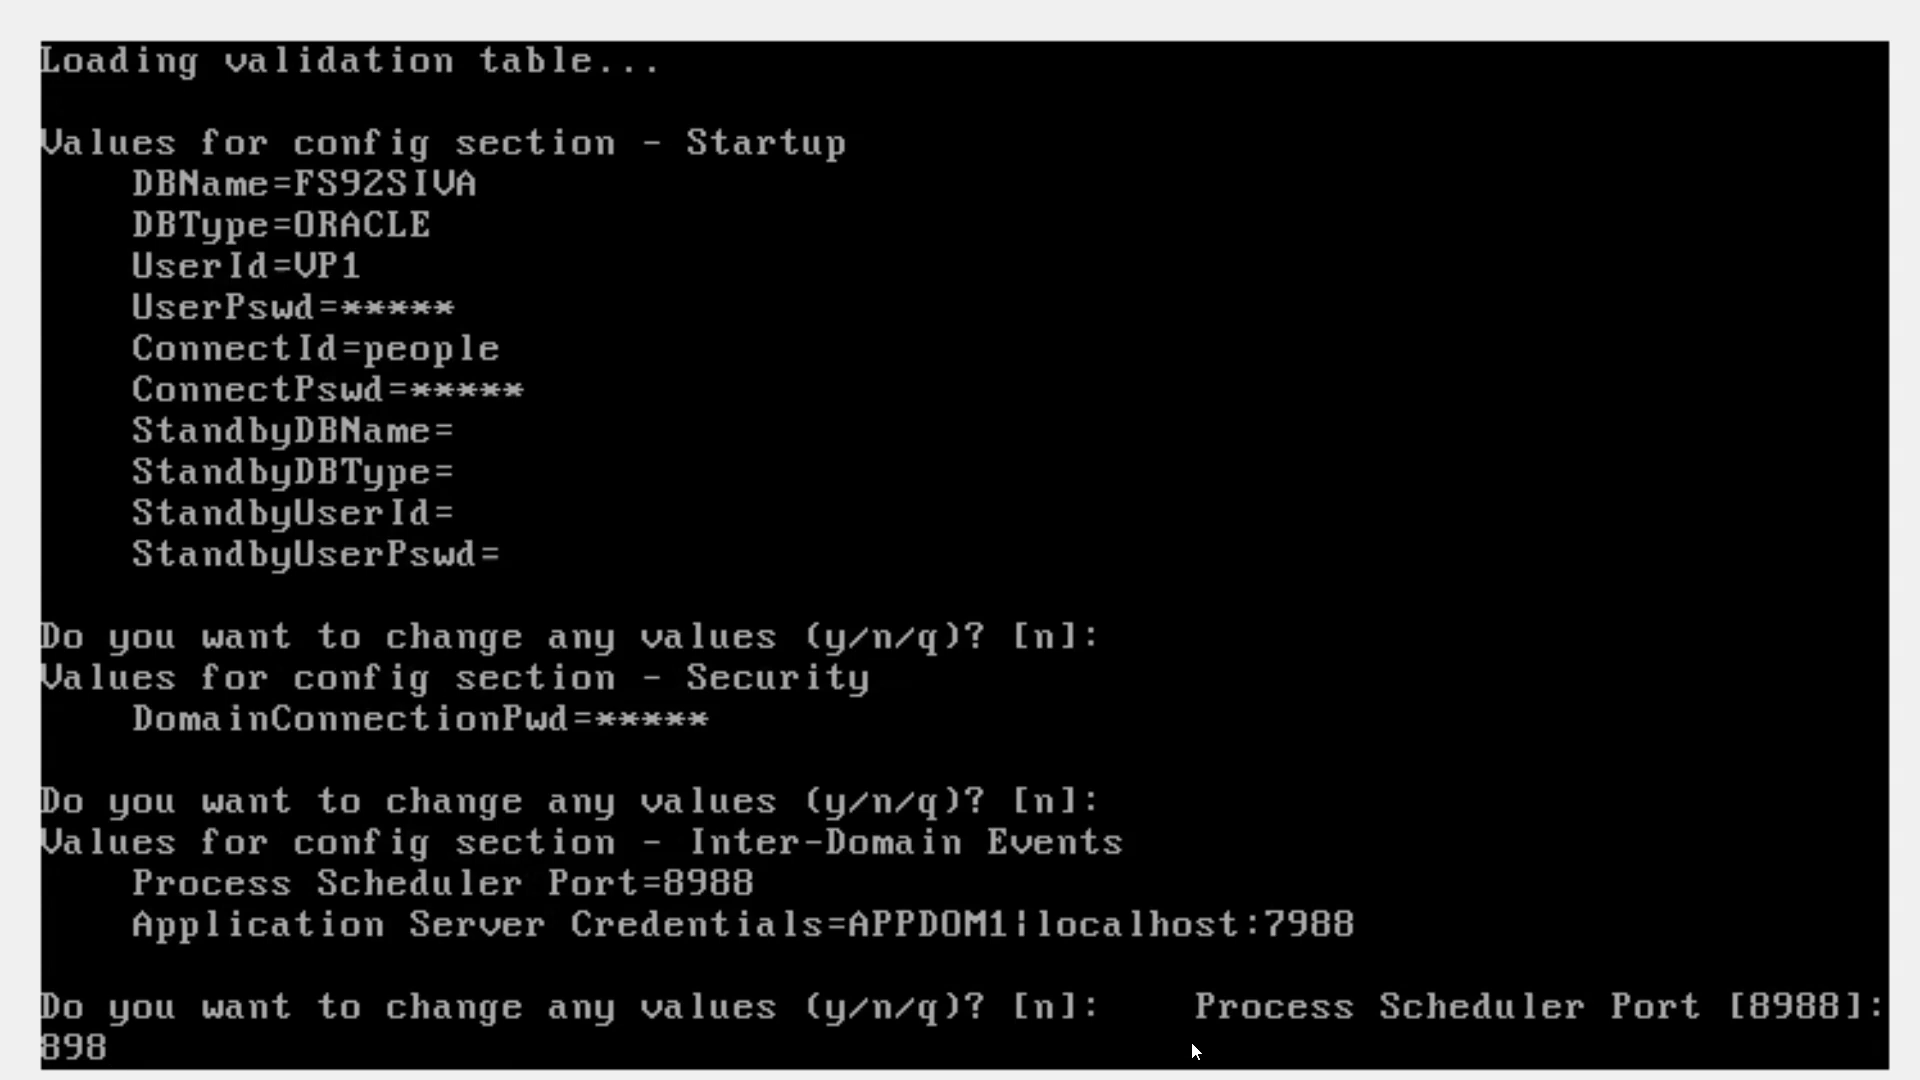 Loading validation table...
Values for config section - Startup
DBName=FS92SIVA
DBType=ORACLE
UserId=VP1
UserPswd=*****
ConnectId=people
ConnectPswd=*****
StandbyDBName=
StandbyDBType=
StandbyUserId=
StandbyUserPswd=
Do you want to change any values (y/n/q)? [n]:
Values for config section - Security
DomainConnectionPwd=*****
Do you want to change any values (y/n/q)? [n]:
Values for config section - Inter-Domain Events
Process Scheduler Port=8988
Application Server Credentials=APPDOM1|localhost:7988
Do you want to change any values (y/n/q)? [n]:    Process Scheduler Port [8988]:
898